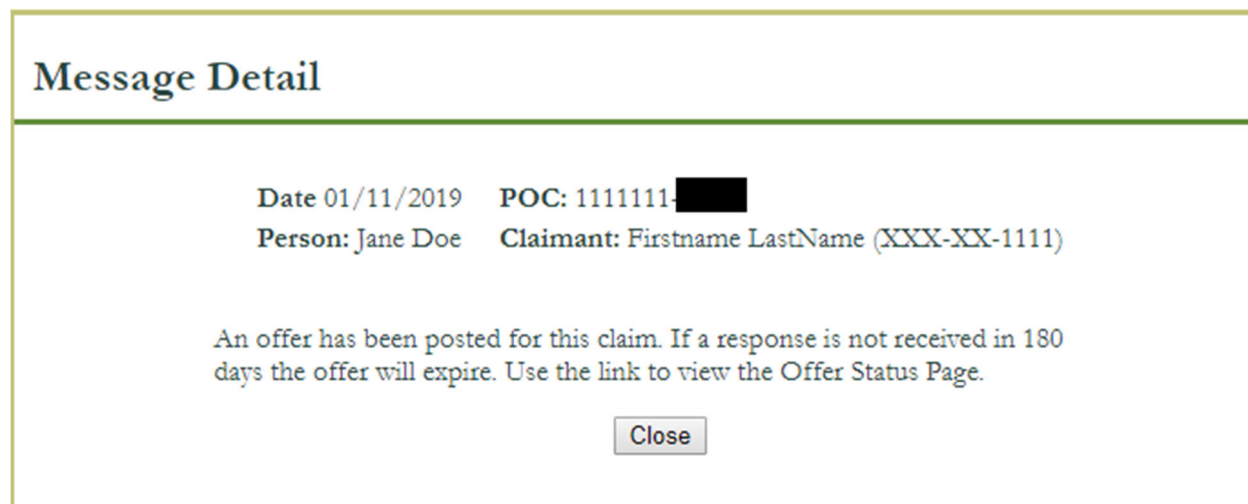 Message Detail
Date 01/11/2019 POC: 1111111-
Person: Jane Doe Claimant: Firstname LastName (XXX-XX-1111)
An offer has been posted for this claim. If a response is not received in 180
days the offer will expire. Use the link to view the Offer Status Page.
Close